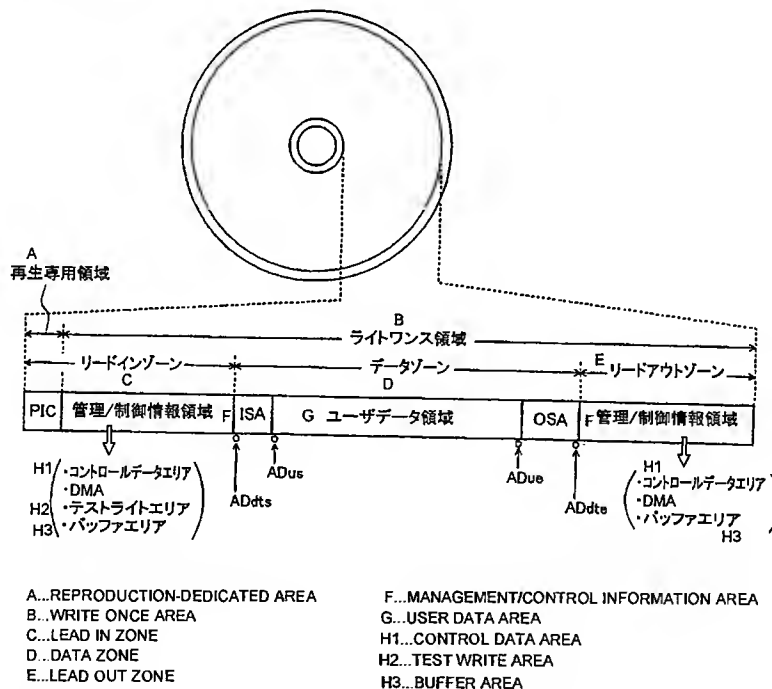 A
再生専用領域
B
ライトワンス領域
リードインゾーン
C
データゾーン
D
E
リードアウトゾーン
PIC
管理/制御情報領域
F
ISA
G ユーザデータ領域
OSA
F
管理/制御情報領域
H1
・コントロールデータエリア
・DMA
H2
・テストライトエリア
H3
・バッファエリア
ADdts
ADus
ADue
ADdte
H1
・コントロールデータエリア
・DMA
・バッファエリア
H3
A...REPRODUCTION-DEDICATED AREA
B...WRITE ONCE AREA
C...LEAD IN ZONE
D...DATA ZONE
E...LEAD OUT ZONE
F...MANAGEMENT/CONTROL INFORMATION AREA
G...USER DATA AREA
H1...CONTROL DATA AREA
H2...TEST WRITE AREA
H3...BUFFER AREA